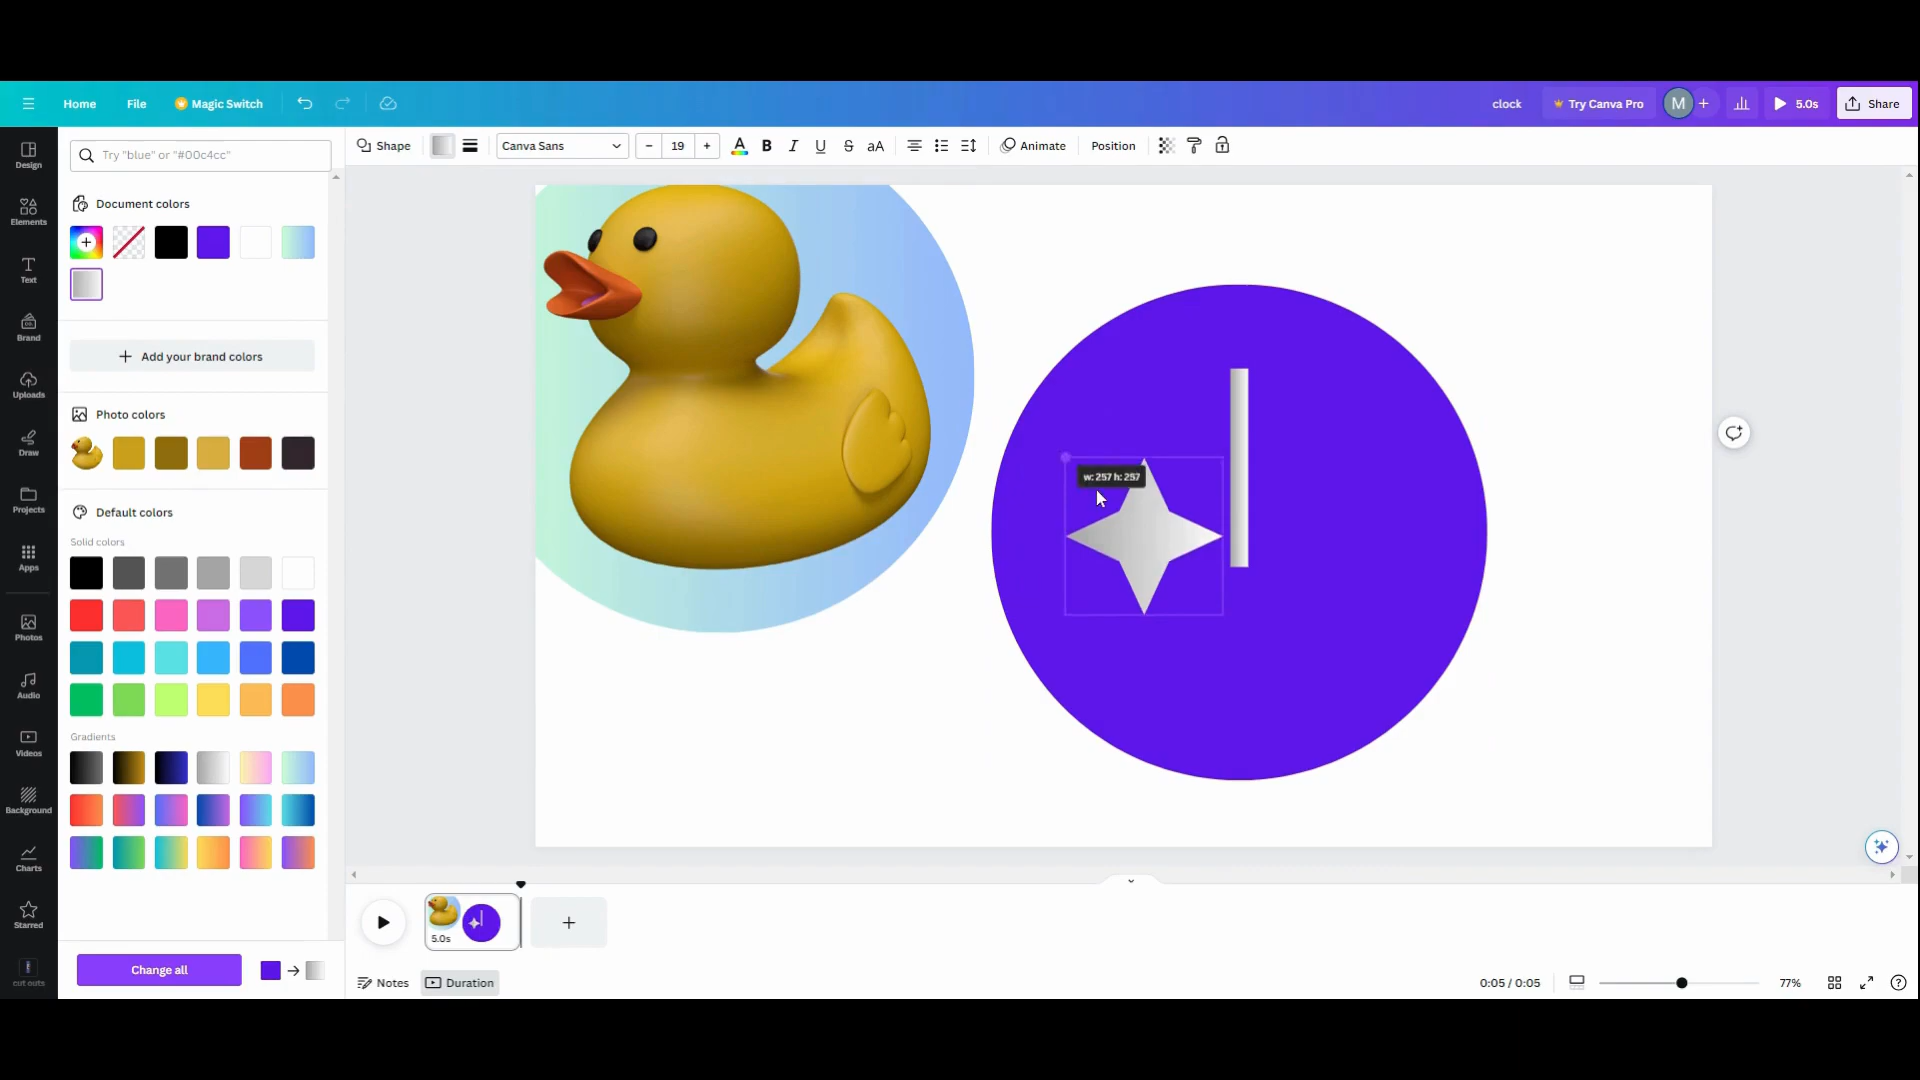 Home File Magic Switch clock Try Canva Pro M + 5.0s Share
Try "blue" or "#00c4cc"
Shape Canva Sans − 19 + A B I U S aA Animate Position
Design
Elements
Text
Brand
Uploads
Draw
Projects
Apps
Photos
Audio
Videos
Background
Charts
Starred
cut outs
Document colors
+ Add your brand colors
Photo colors
Default colors
Solid colors
Gradients
Change all
w: 257 h: 257
5.0s
+
Notes Duration 0:05 / 0:05 77% ?